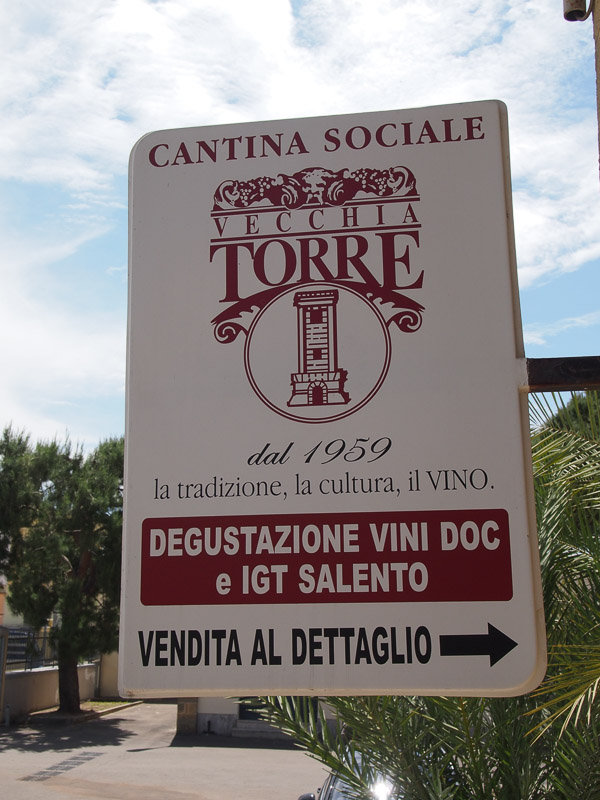 CANTINA SOCIALE
VECCHIA
TORRE
dal 1959
la tradizione, la cultura, il VINO.
DEGUSTAZIONE VINI DOC
e IGT SALENTO
VENDITA AL DETTAGLIO